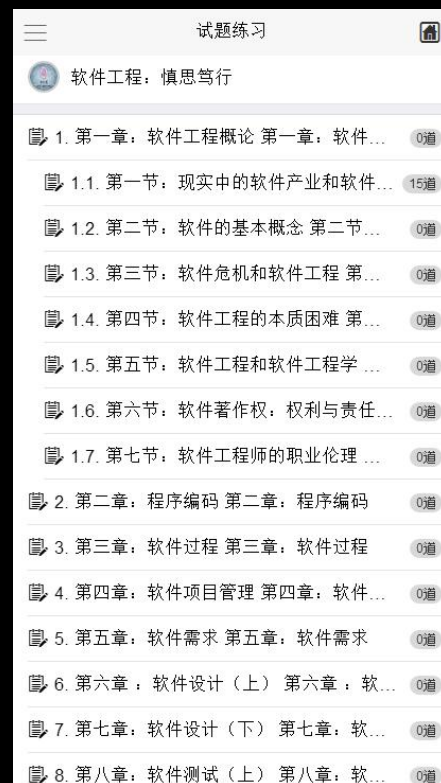 试题练习
软件工程：慎思笃行
1. 第一章：软件工程概论 第一章：软件... 0道
1.1. 第一节：现实中的软件产业和软件... 15道
1.2. 第二节：软件的基本概念 第二节... 0道
1.3. 第三节：软件危机和软件工程 第... 0道
1.4. 第四节：软件工程的本质困难 第... 0道
1.5. 第五节：软件工程和软件工程学 ... 0道
1.6. 第六节：软件著作权：权利与责任... 0道
1.7. 第七节：软件工程师的职业伦理 ... 0道
2. 第二章：程序编码 第二章：程序编码 0道
3. 第三章：软件过程 第三章：软件过程 0道
4. 第四章：软件项目管理 第四章：软件... 0道
5. 第五章：软件需求 第五章：软件需求 0道
6. 第六章 ：软件设计（上） 第六章 ：软... 0道
7. 第七章：软件设计（下） 第七章：软... 0道
8. 第八章：软件测试（上） 第八章：软... 0道